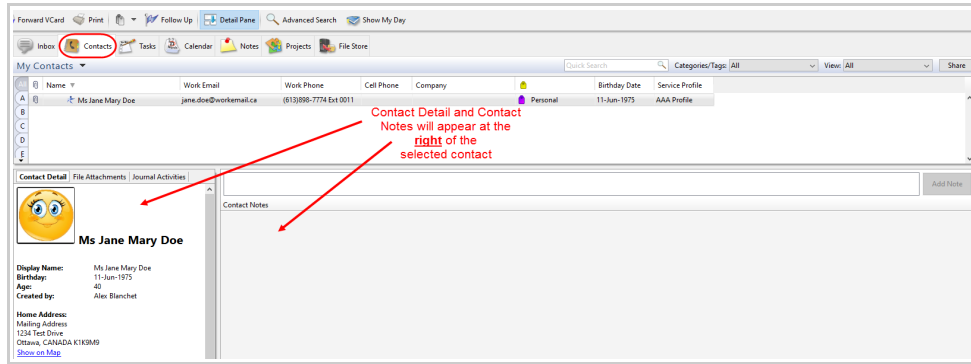 Forward VCard Print Follow Up Detail Pane Advanced Search Show My Day
Inbox Contacts Tasks Calendar Notes Projects File Store
My Contacts Quick Search Categories/Tags: All View: All Share
All Name Work Email Work Phone Cell Phone Company Birthday Date Service Profile
A Ms Jane Mary Doe jane.doe@workemail.ca (613)898-7774 Ext 0011 Personal 11-Jun-1975 AAA Profile
B
C
D
E
Contact Detail and Contact
Notes will appear at the
right of the
selected contact
Contact Detail File Attachments Journal Activities
Add Note
Contact Notes
Ms Jane Mary Doe
Display Name: Ms Jane Mary Doe
Birthday: 11-Jun-1975
Age: 40
Created by: Alex Blanchet
Home Address:
Mailing Address
1234 Test Drive
Ottawa, CANADA K1K9M9
Show on Map